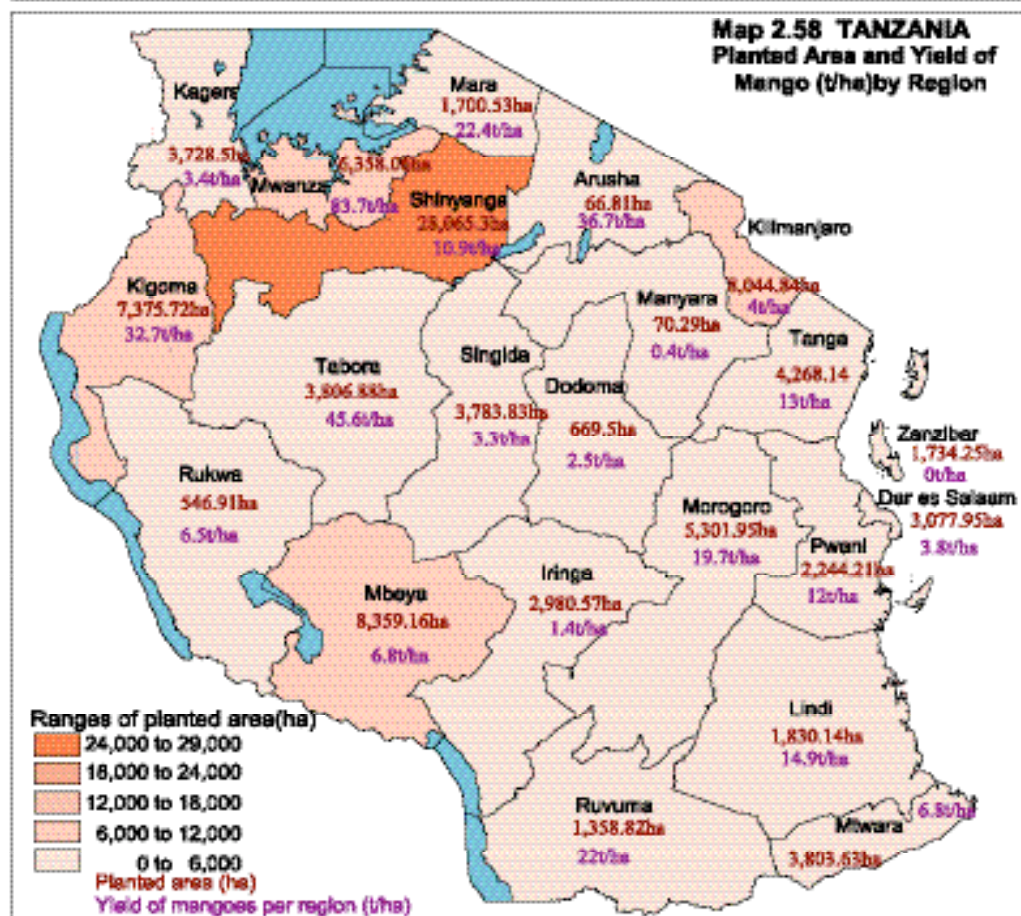 Map 2.58 TANZANIA
Planted Area and Yield of
Mango (t/ha)by Region
Kagera
3,728.5ha
3.4t/ha
Mara
1,700.53ha
22.4t/ha
Mwanza
83.7t/ha
Shinyanga
10.9t/ha
Arusha
66.81ha
36.7t/ha
Kilimanjaro
8,044.84ha
4t/ha
Kigoma
7,375.72ha
32.7t/ha
Tabora
3,806.88ha
45.6t/ha
Singida
3,783.83ha
3.3t/ha
Manyara
70.29ha
0.4t/ha
Dodoma
669.5ha
2.5t/ha
Tanga
4,268.14
13t/ha
Zanzibar
1,734.25ha
0t/ha
Dar es Salaam
3,077.95ha
3.8t/ha
Rukwa
546.91ha
6.5t/ha
Morogoro
5,301.95ha
19.7t/ha
Pwani
2,244.21ha
12t/ha
Mbeya
8,359.16ha
6.8t/ha
Iringa
2,980.57ha
1.4t/ha
Lindi
1,830.14ha
14.9t/ha
Ruvuma
1,358.82ha
22t/ha
6.8t/ha
Mtwara
3,803.63ha
Ranges of planted area(ha)
24,000 to 29,000
18,000 to 24,000
12,000 to 18,000
6,000 to 12,000
0 to 6,000
Planted area (ha)
Yield of mangoes per region (t/ha)